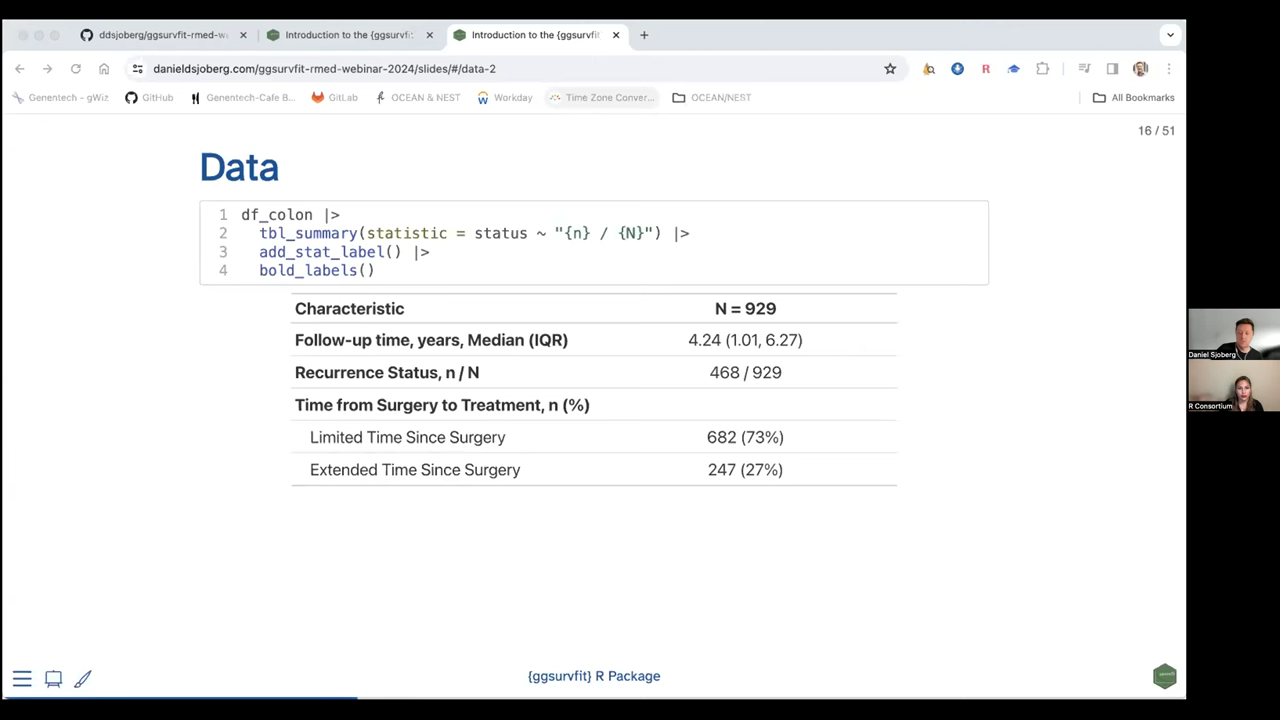 ddsjoberg/ggsurvfit-rmed-we
Introduction to the {ggsurvfit
Introduction to the {ggsurvfit
danieldsjoberg.com/ggsurvfit-rmed-webinar-2024/slides/#/data-2
Genentech - gWiz
GitHub
Genentech-Cafe B...
GitLab
OCEAN & NEST
Workday
Time Zone Conver...
OCEAN/NEST
All Bookmarks
16 / 51
Data
1 df_colon |>
2 tbl_summary(statistic = status ~ "{n} / {N}") |>
3 add_stat_label() |>
4 bold_labels()
Characteristic N = 929
Follow-up time, years, Median (IQR) 4.24 (1.01, 6.27)
Recurrence Status, n / N 468 / 929
Time from Surgery to Treatment, n (%)
Limited Time Since Surgery 682 (73%)
Extended Time Since Surgery 247 (27%)
Daniel Sjoberg
R Consortium
{ggsurvfit} R Package